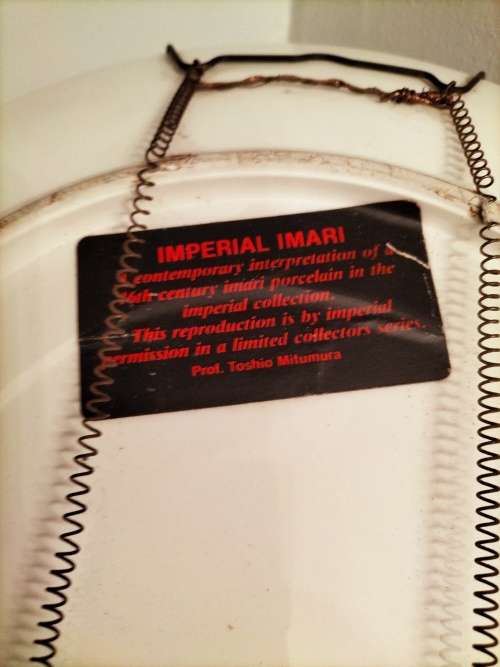 IMPERIAL IMARI
contemporary interpretation of a
century imari porcelain in the
imperial collection.
This reproduction is by imperial
permission in a limited collectors series.
Prof. Toshio Mitumura